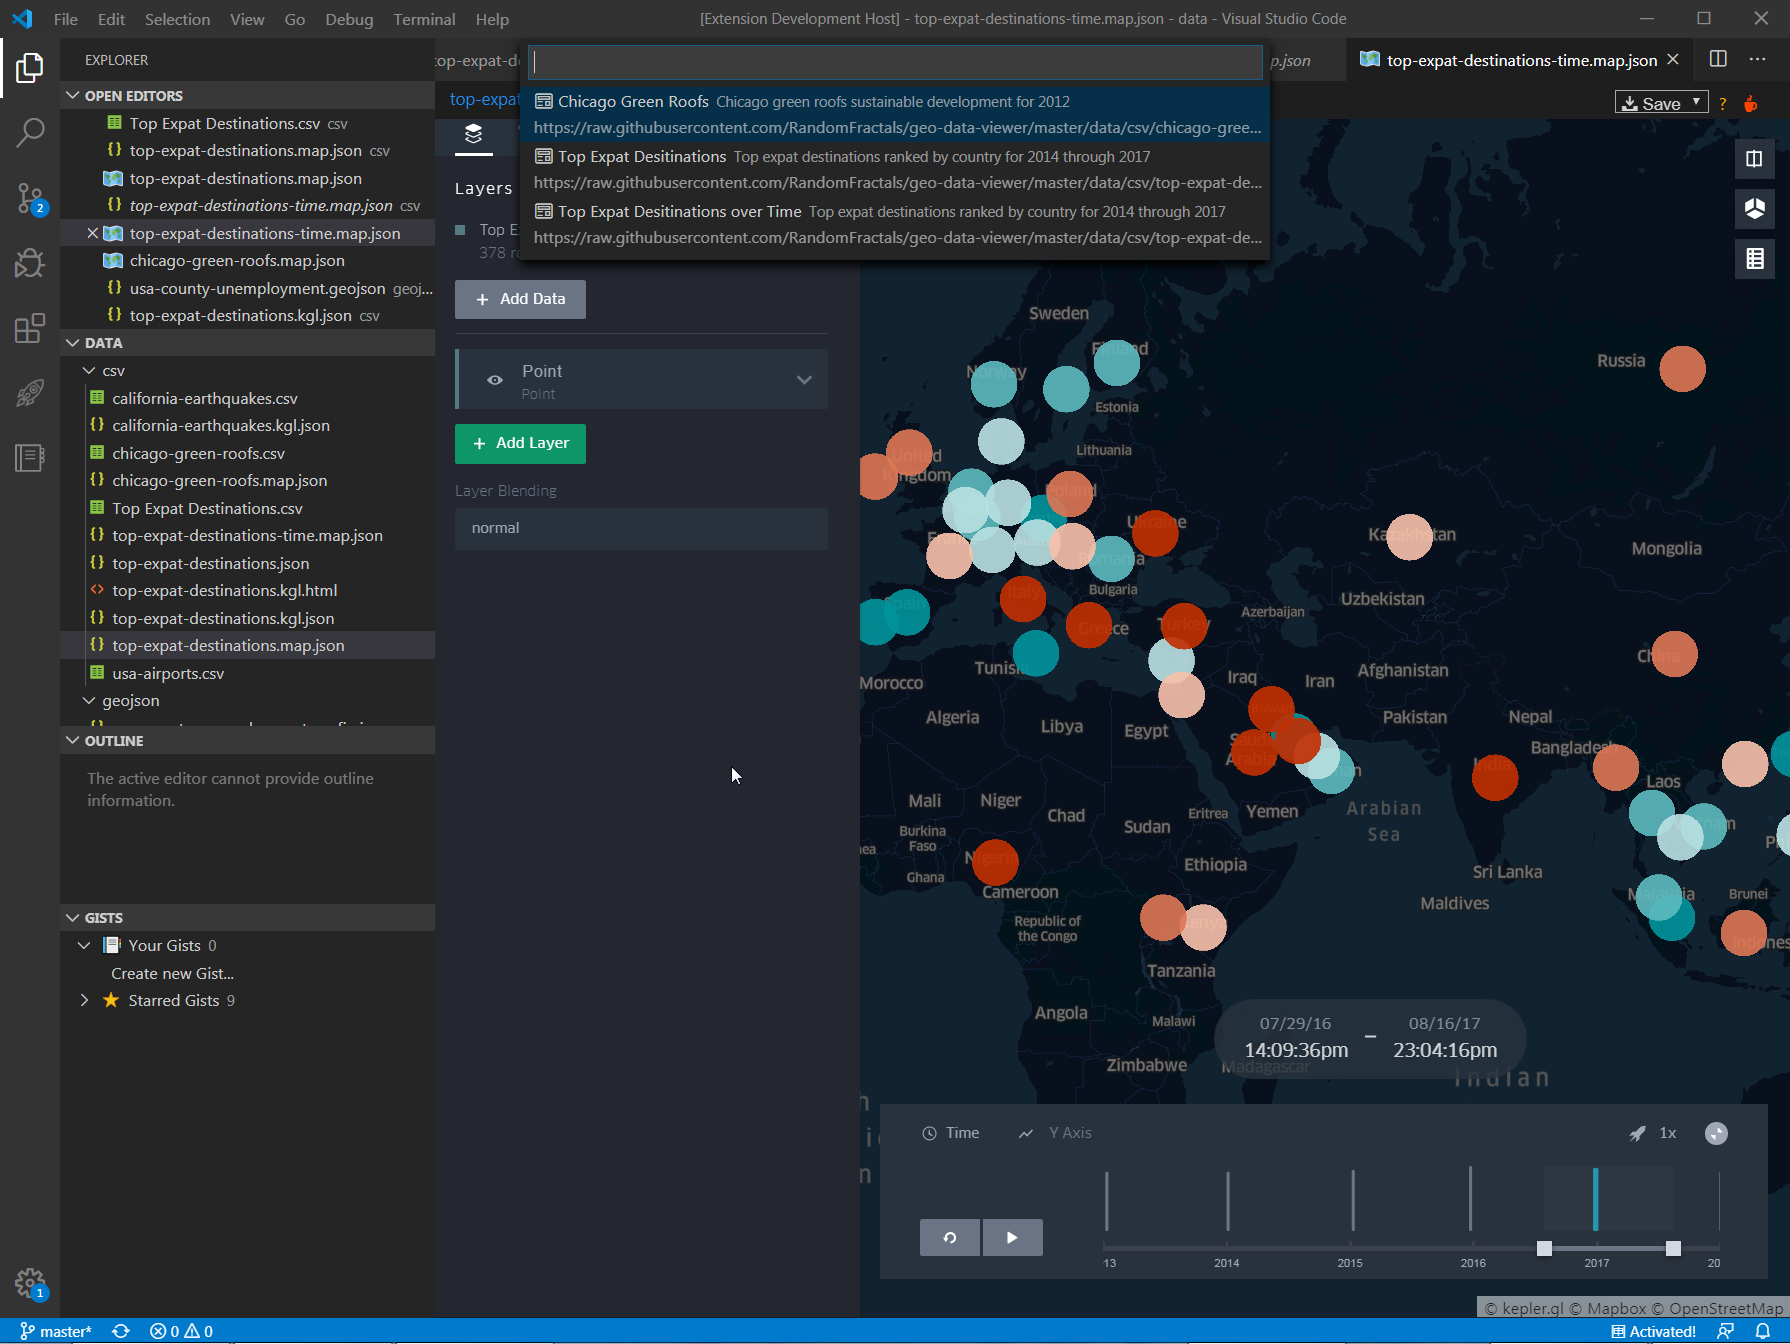 File Edit Selection View Go Debug Terminal Help
[Extension Development Host] - top-expat-destinations-time.map.json - data - Visual Studio Code
EXPLORER
OPEN EDITORS
Top Expat Destinations.csv csv
top-expat-destinations.map.json csv
top-expat-destinations.map.json
top-expat-destinations-time.map.json csv
top-expat-destinations-time.map.json
chicago-green-roofs.map.json
usa-county-unemployment.geojson geoj...
top-expat-destinations.kgl.json csv
DATA
csv
california-earthquakes.csv
california-earthquakes.kgl.json
chicago-green-roofs.csv
chicago-green-roofs.map.json
Top Expat Destinations.csv
top-expat-destinations-time.map.json
top-expat-destinations.json
top-expat-destinations.kgl.html
top-expat-destinations.kgl.json
top-expat-destinations.map.json
usa-airports.csv
geojson
OUTLINE
The active editor cannot provide outline
information.
GISTS
Your Gists 0
Create new Gist...
Starred Gists 9
2
1
top-expat-destinations-time.map.json
p.json
top-expat
Save
?
Chicago Green Roofs Chicago green roofs sustainable development for 2012
https://raw.githubusercontent.com/RandomFractals/geo-data-viewer/master/data/csv/chicago-gree...
Top Expat Desitinations Top expat destinations ranked by country for 2014 through 2017
https://raw.githubusercontent.com/RandomFractals/geo-data-viewer/master/data/csv/top-expat-de...
Top Expat Desitinations over Time Top expat destinations ranked by country for 2014 through 2017
https://raw.githubusercontent.com/RandomFractals/geo-data-viewer/master/data/csv/top-expat-de...
Layers
Top E
378 ro
+ Add Data
Point
Point
+ Add Layer
Layer Blending
normal
Sweden
Finland
Norway
Estonia
Lithuania
Russia
United
Kingdom
Poland
Ukraine
Kazakhstan
Mongolia
Romania
Bulgaria
Italy
Spain
Greece
Turkey
Azerbaijan
Uzbekistan
China
Tunis
Morocco
Iraq
Iran
Afghanistan
Algeria
Libya
Egypt
Kuwait
Pakistan
Nepal
Saudi
Arabia
Bangladesh
India
Laos
Mali
Niger
Chad
Sudan
Eritrea
Yemen
Arabian
Sea
Burkina
Faso
Ghana
Nigeria
Cameroon
Ethiopia
Sri Lanka
Maldives
Malaysia
Brunei
Republic of
the Congo
Kenya
Tanzania
Angola
Malawi
Zimbabwe
Madagascar
Indian
07/29/16 – 08/16/17
14:09:36pm 23:04:16pm
Time Y Axis
1x
13 2014 2015 2016 2017 20
© kepler.gl © Mapbox © OpenStreetMap
master* 0 0
Activated!